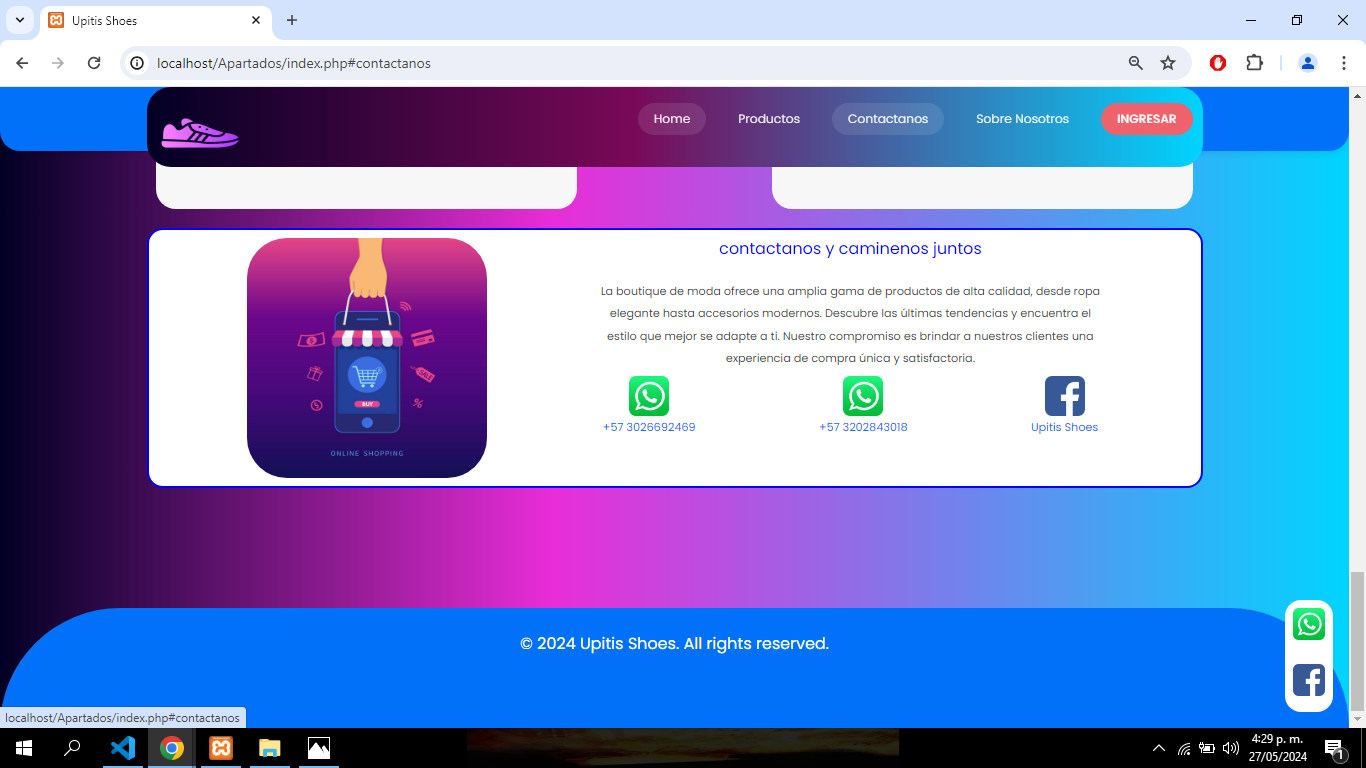 Upitis Shoes
localhost/Apartados/index.php#contactanos
Home
Productos
Contactanos
Sobre Nosotros
INGRESAR
contactanos y caminenos juntos
La boutique de moda ofrece una amplia gama de productos de alta calidad, desde ropa
elegante hasta accesorios modernos. Descubre las últimas tendencias y encuentra el
estilo que mejor se adapte a ti. Nuestro compromiso es brindar a nuestros clientes una
experiencia de compra única y satisfactoria.
SALE
BUY
%
ONLINE SHOPPING
+57 3026692469
+57 3202843018
Upitis Shoes
© 2024 Upitis Shoes. All rights reserved.
localhost/Apartados/index.php#contactanos
4:29 p. m.
27/05/2024
1